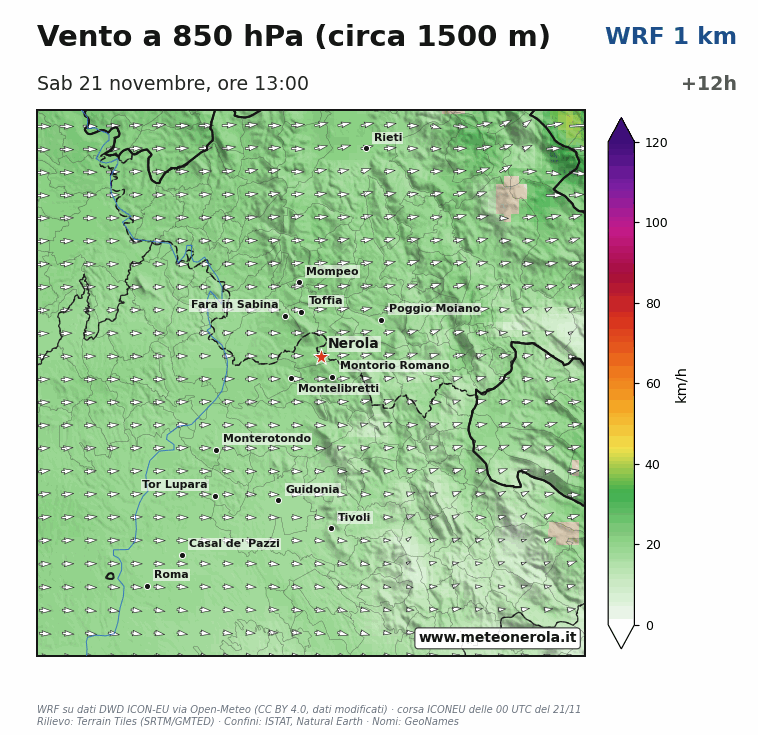 Vento a 850 hPa (circa 1500 m)
WRF 1 km
Sab 21 novembre, ore 13:00
+12h
Rieti
Mompeo
Fara in Sabina
Toffia
Poggio Moiano
Nerola
Montorio Romano
Montelibretti
Monterotondo
Tor Lupara
Guidonia
Tivoli
Casal de' Pazzi
Roma
www.meteonerola.it
120
100
80
60
40
20
0
km/h
WRF su dati DWD ICON-EU via Open-Meteo (CC BY 4.0, dati modificati) · corsa ICONEU delle 00 UTC del 21/11
Rilievo: Terrain Tiles (SRTM/GMTED) · Confini: ISTAT, Natural Earth · Nomi: GeoNames